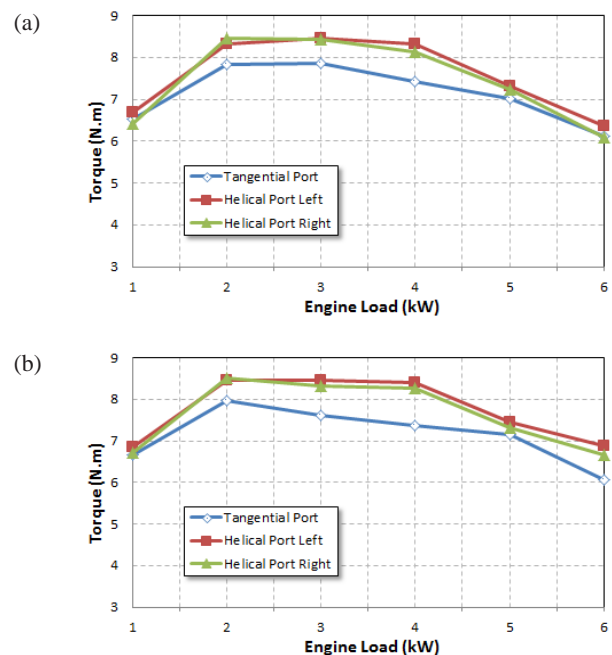 (a)
Torque (N.m)
9
8
7
6
5
4
3
Tangential Port
Helical Port Left
Helical Port Right
1 2 3 4 5 6
Engine Load (kW)
(b)
Torque (N.m)
9
8
7
6
5
4
3
Tangential Port
Helical Port Left
Helical Port Right
1 2 3 4 5 6
Engine Load (kW)